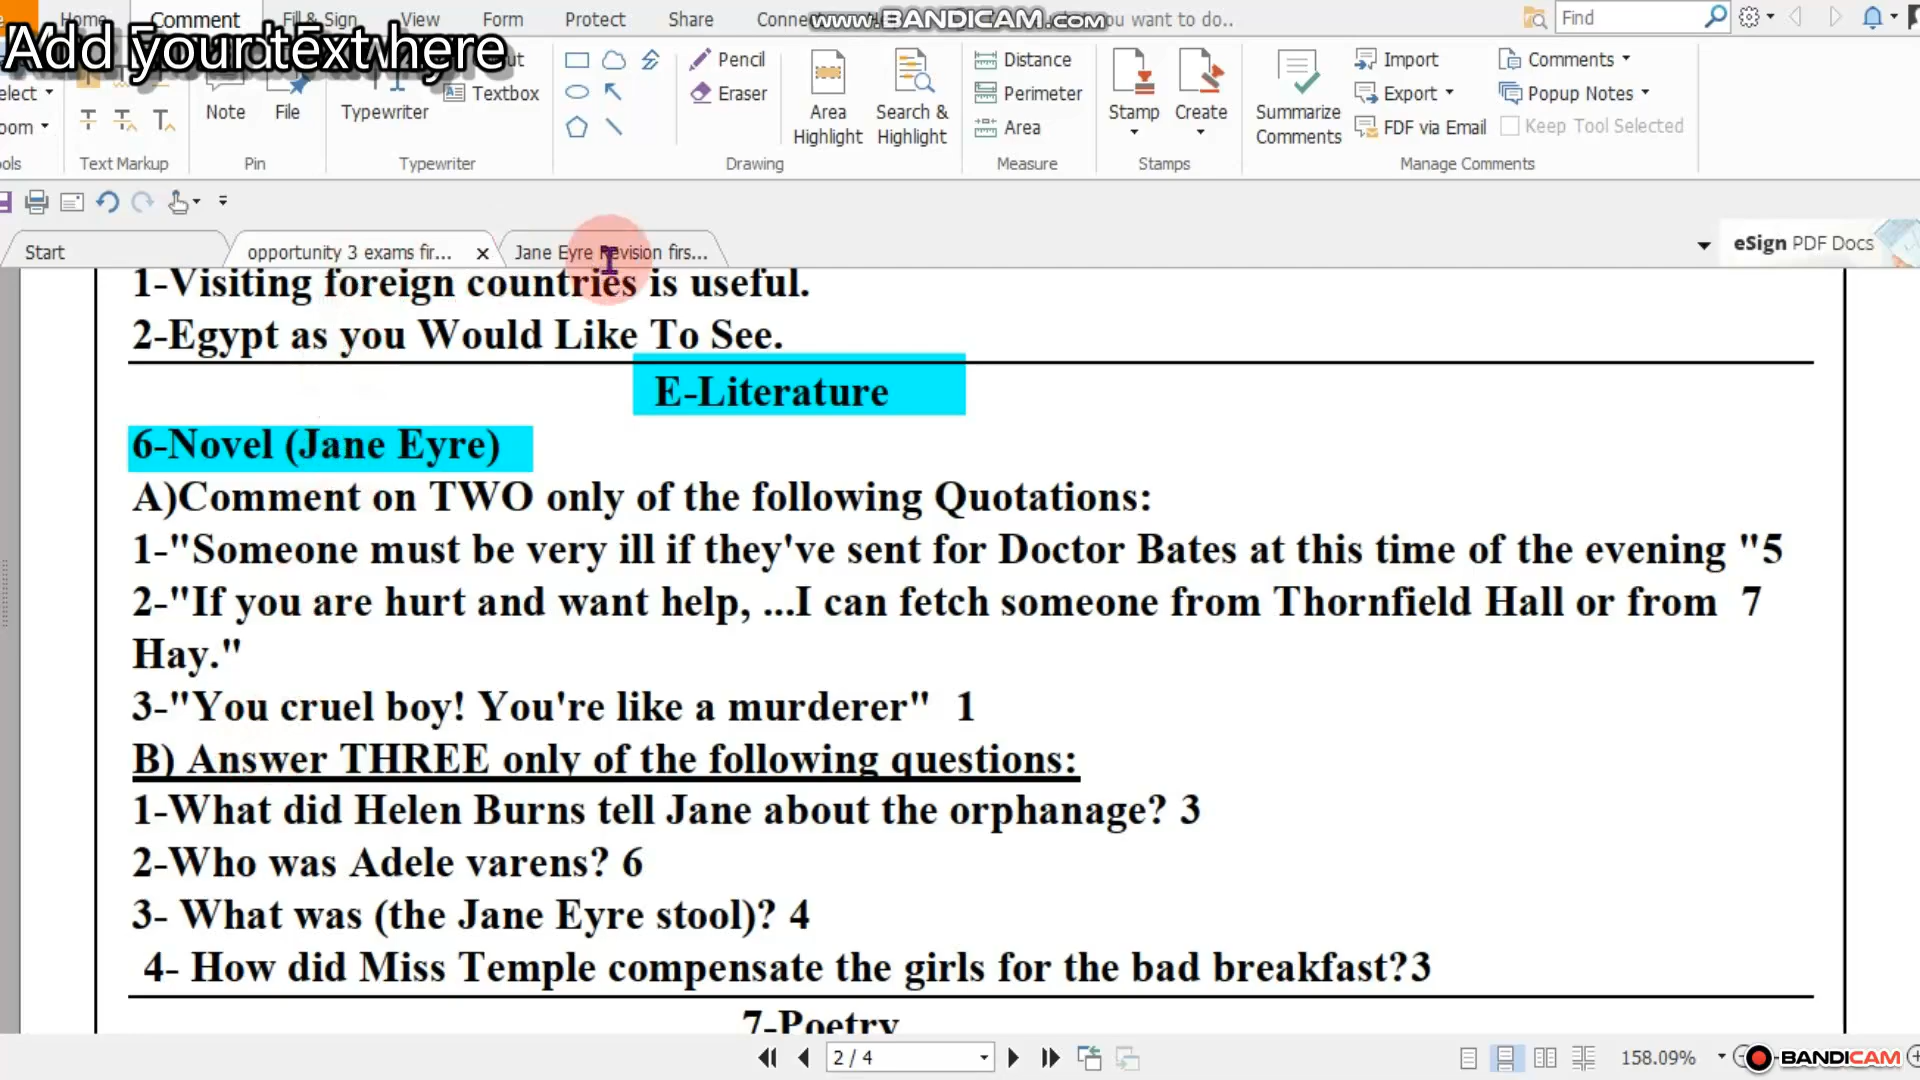 Home Comment Fill & Sign View Form Protect Share Connect www.BANDICAM.com you want to do.. Find
Add your text here
Select Note File Typewriter Textbox Pencil Eraser Area Highlight Search & Highlight Distance Perimeter Area Stamp Create Summarize Comments Import Export FDF via Email Comments Popup Notes Keep Tool Selected
Text Markup Pin Typewriter Drawing Measure Stamps Manage Comments
Start opportunity 3 exams fir... Jane Eyre Revision firs... eSign PDF Docs
1-Visiting foreign countries is useful.
2-Egypt as you Would Like To See.
E-Literature
6-Novel (Jane Eyre)
A)Comment on TWO only of the following Quotations:
1-"Someone must be very ill if they've sent for Doctor Bates at this time of the evening "5
2-"If you are hurt and want help, ...I can fetch someone from Thornfield Hall or from 7
Hay."
3-"You cruel boy! You're like a murderer" 1
B) Answer THREE only of the following questions:
1-What did Helen Burns tell Jane about the orphanage? 3
2-Who was Adele varens? 6
3- What was (the Jane Eyre stool)? 4
4- How did Miss Temple compensate the girls for the bad breakfast?3
7-Poetry
2 / 4 158.09% BANDICAM